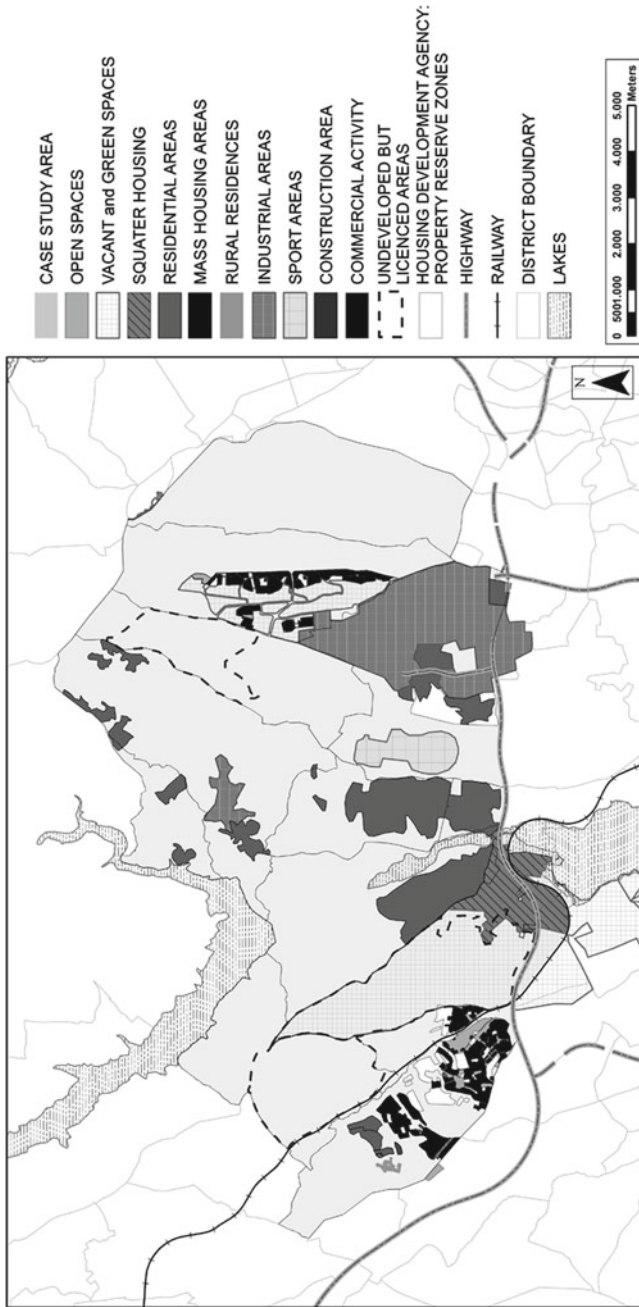 CASE STUDY AREA
OPEN SPACES
VACANT and GREEN SPACES
SQUATER HOUSING
RESIDENTIAL AREAS
MASS HOUSING AREAS
RURAL RESIDENCES
INDUSTRIAL AREAS
SPORT AREAS
CONSTRUCTION AREA
COMMERCIAL ACTIVITY
UNDEVELOPED BUT
LICENCED AREAS
HOUSING DEVELOPMENT AGENCY:
PROPERTY RESERVE ZONES
HIGHWAY
RAILWAY
DISTRICT BOUNDARY
LAKES
0 5001.000 2.000 3.000 4.000 5.000
Meters
N